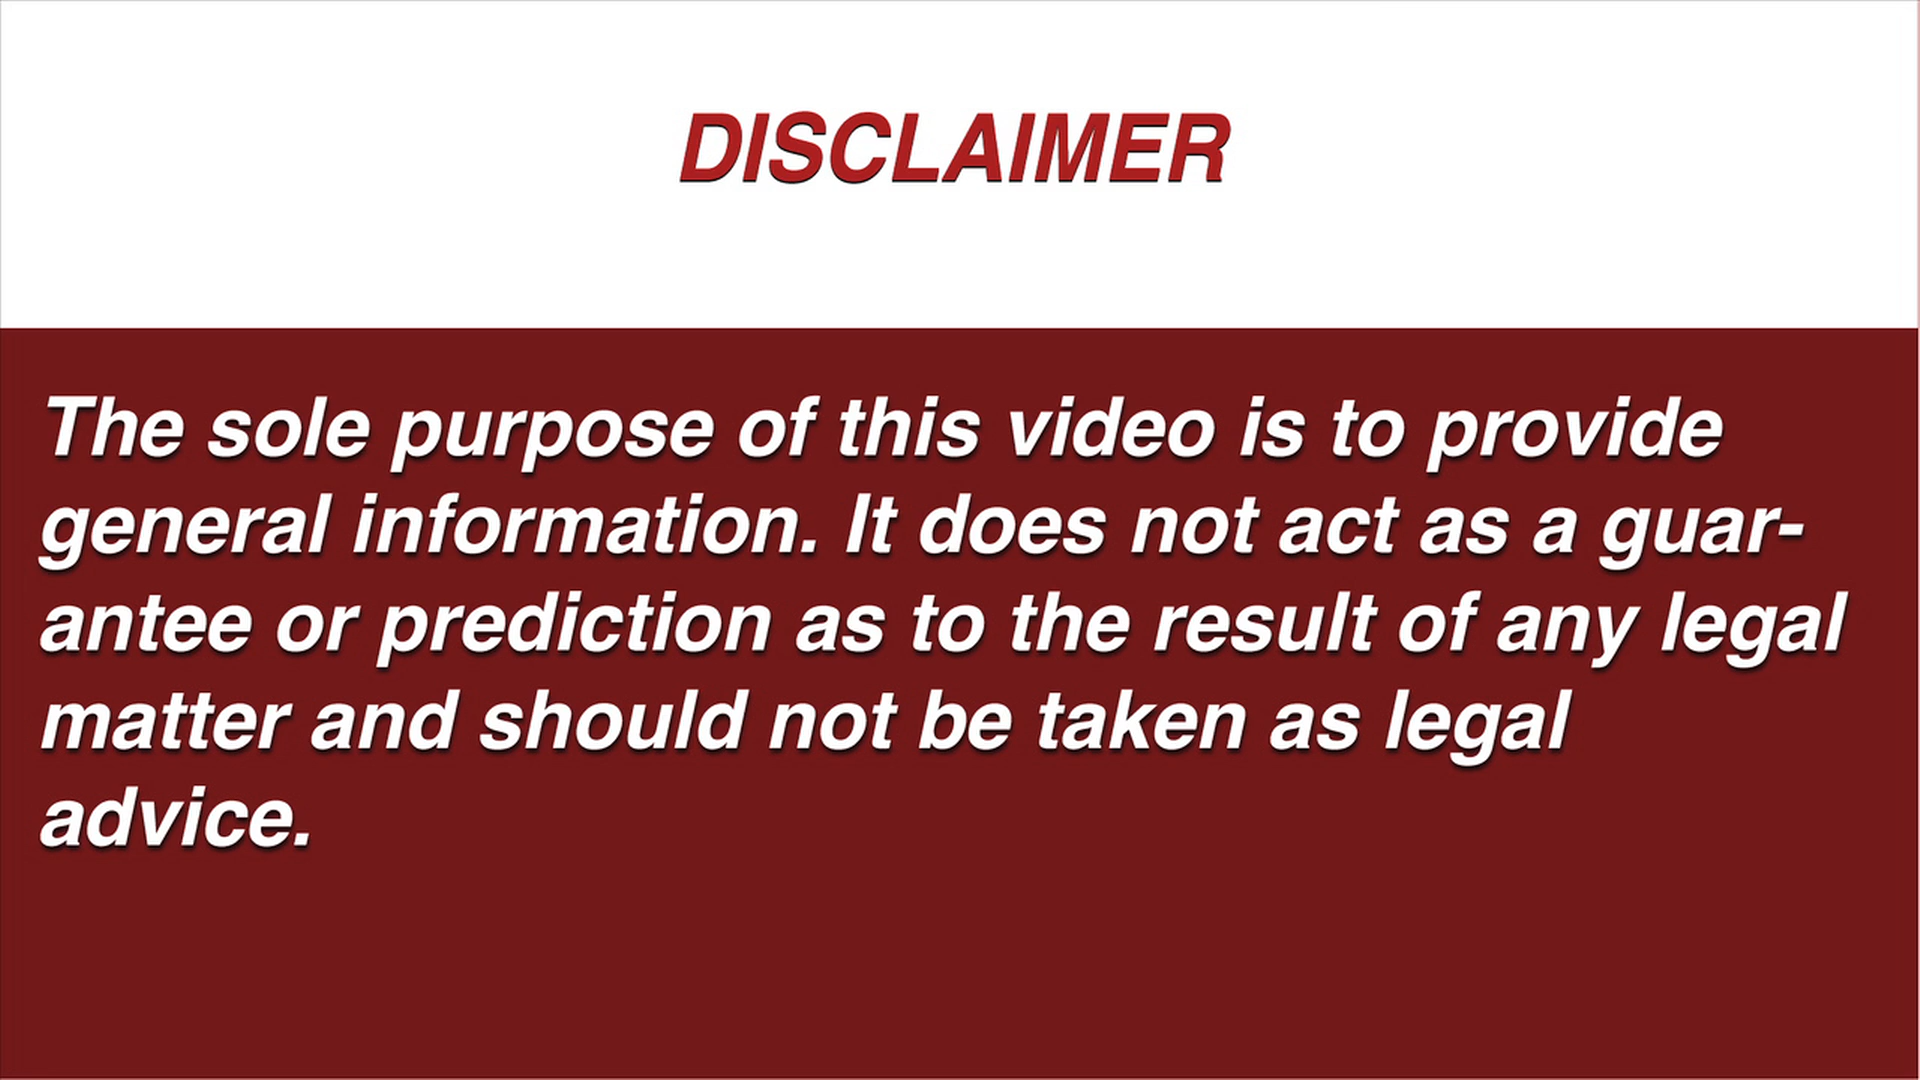 DISCLAIMER
The sole purpose of this video is to provide
general information. It does not act as a guar-
antee or prediction as to the result of any legal
matter and should not be taken as legal
advice.